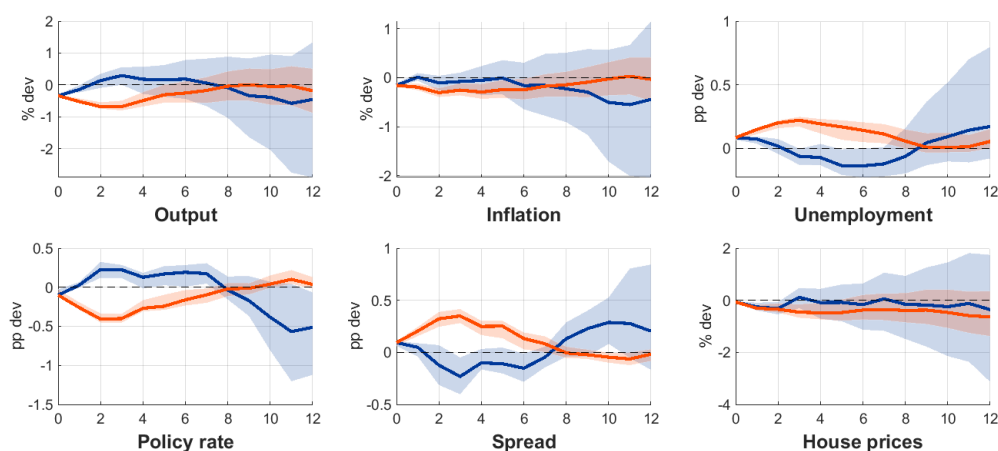 2
1
0
-1
-2
% dev
0 2 4 6 8 10 12
Output
1
0
-1
-2
% dev
0 2 4 6 8 10 12
Inflation
1
0.5
0
pp dev
0 2 4 6 8 10 12
Unemployment
0.5
0
-0.5
-1
-1.5
pp dev
0 2 4 6 8 10 12
Policy rate
1
0.5
0
-0.5
pp dev
0 2 4 6 8 10 12
Spread
2
0
-2
-4
% dev
0 2 4 6 8 10 12
House prices